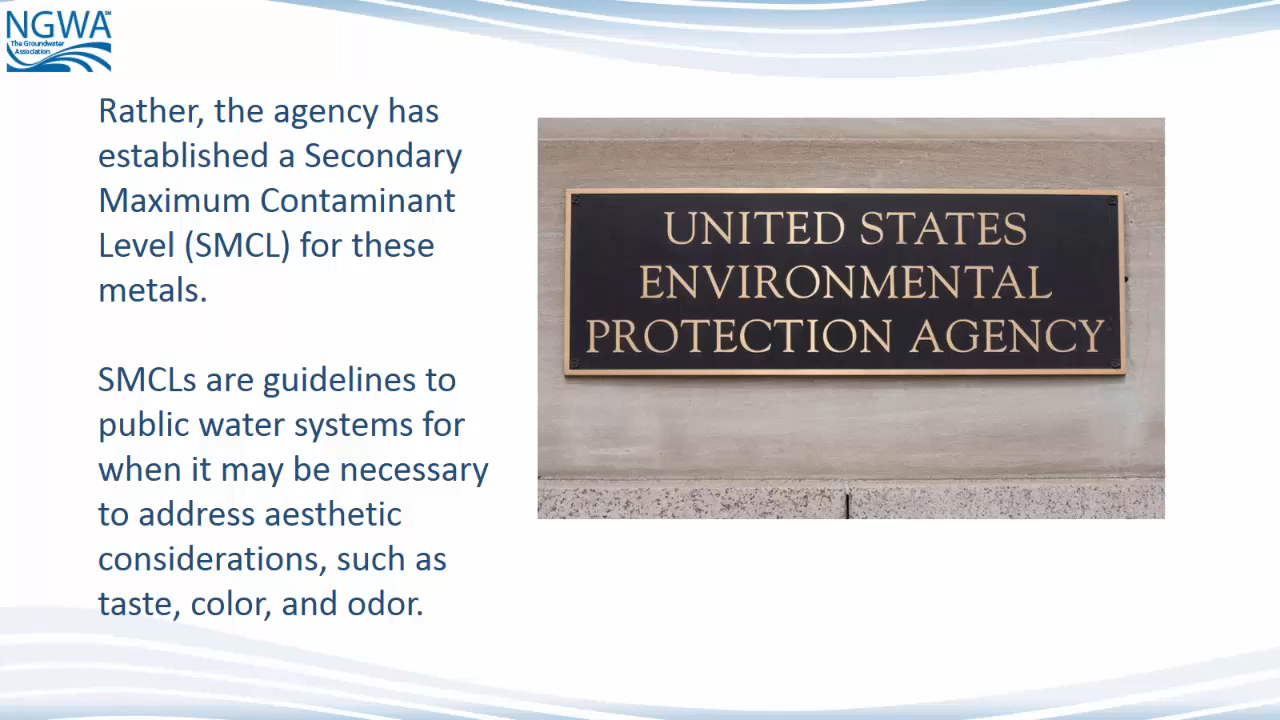 NGWA
The Groundwater
Association
Rather, the agency has
established a Secondary
Maximum Contaminant
Level (SMCL) for these
metals.
SMCLs are guidelines to
public water systems for
when it may be necessary
to address aesthetic
considerations, such as
taste, color, and odor.
UNITED STATES
ENVIRONMENTAL
PROTECTION AGENCY